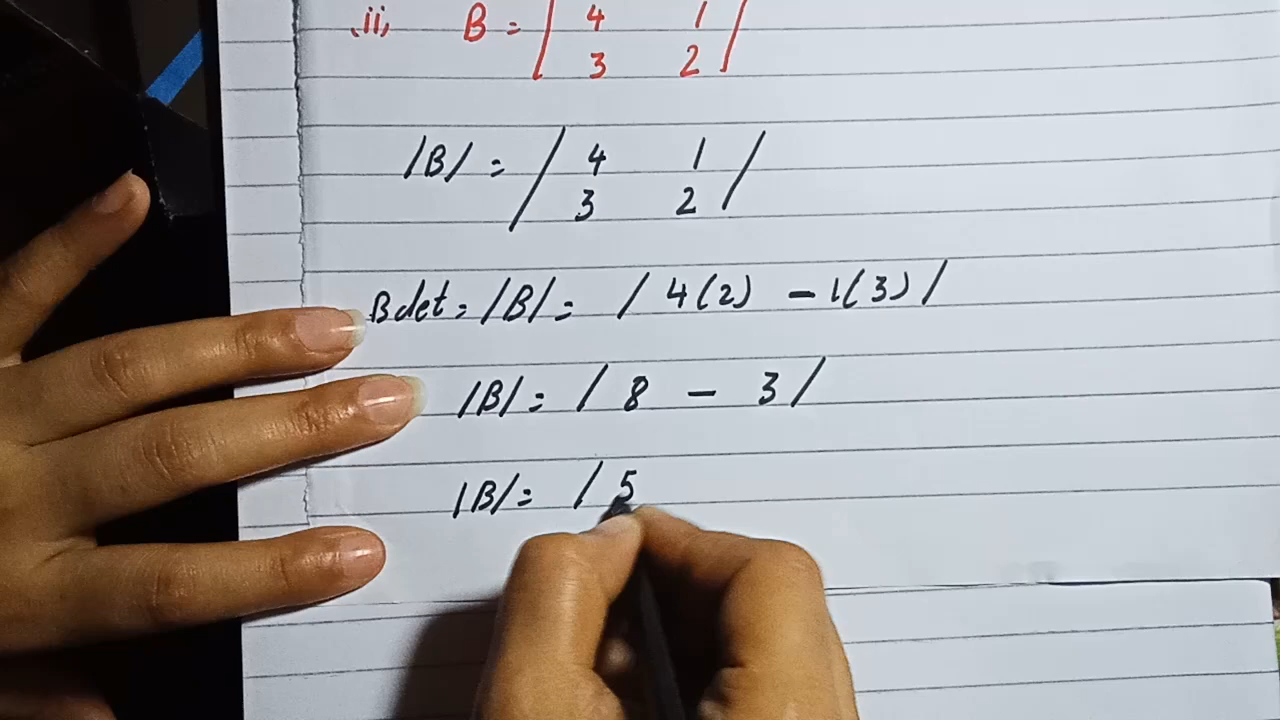 (ii) B = | 4 1 |
3 2
|B| = | 4 1 |
3 2
Bdet = |B| = | 4(2) - 1(3) |
|B| = | 8 - 3 |
|B| = | 5